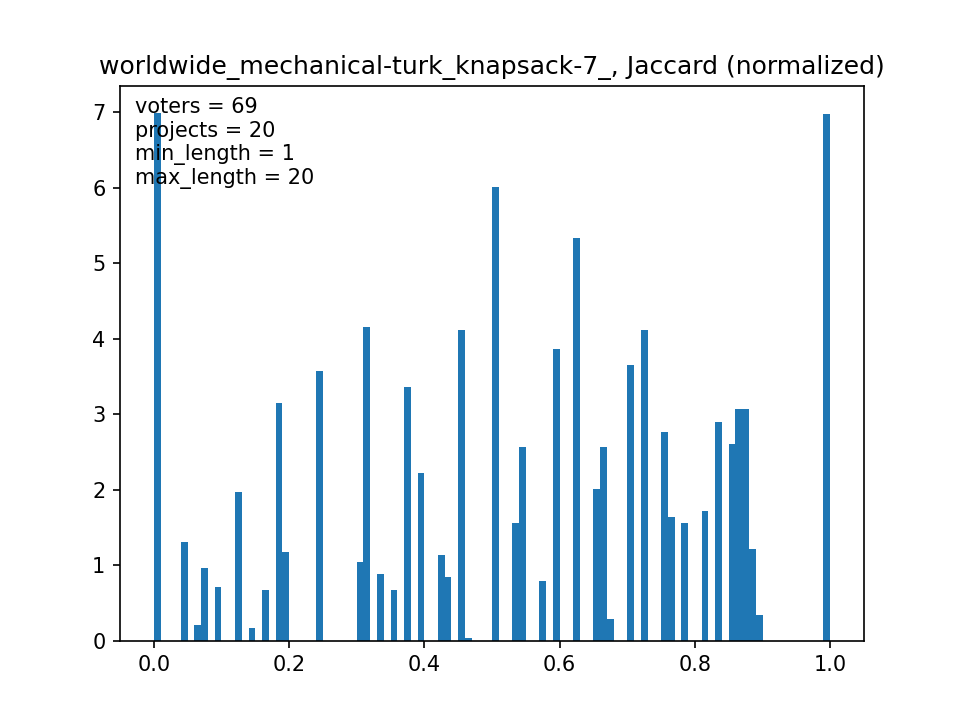 worldwide_mechanical-turk_knapsack-7_, Jaccard (normalized)
voters = 69
projects = 20
min_length = 1
max_length = 20
7
6
5
4
3
2
1
0
0.0 0.2 0.4 0.6 0.8 1.0